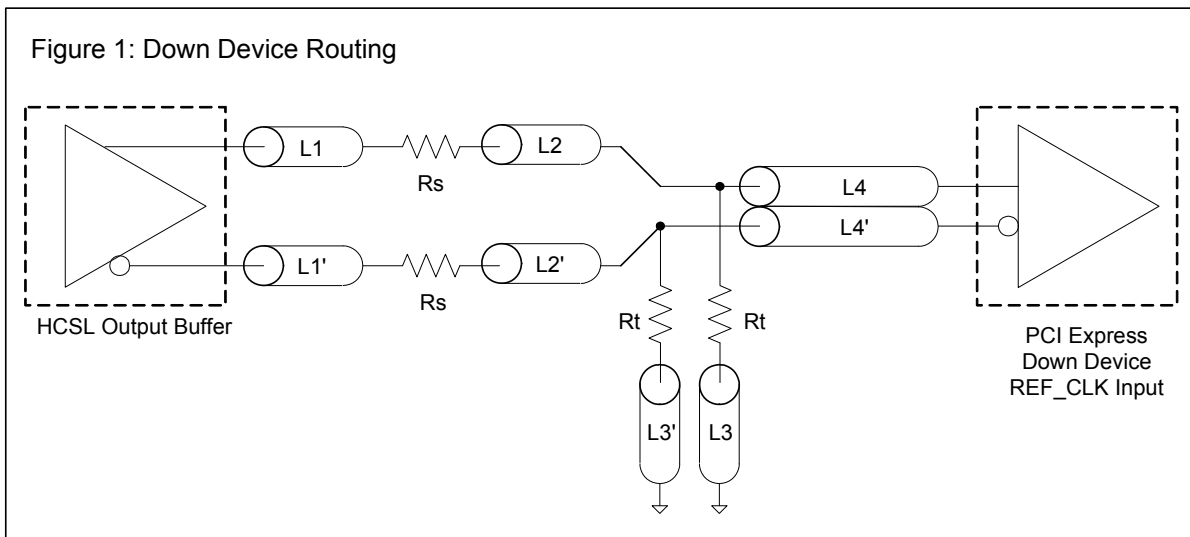 Figure 1: Down Device Routing
L1
Rs
L2
L4
L4'
L1'
Rs
L2'
HCSL Output Buffer
Rt
Rt
PCI Express
Down Device
REF_CLK Input
L3'
L3